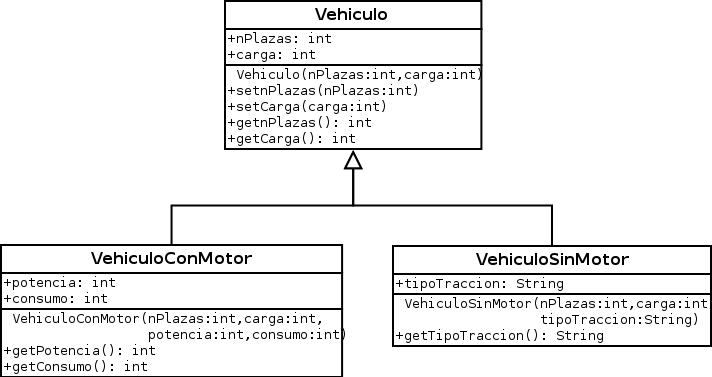 Vehiculo
+nPlazas: int
+carga: int
Vehiculo(nPlazas:int,carga:int)
+setnPlazas(nPlazas:int)
+setCarga(carga:int)
+getnPlazas(): int
+getCarga(): int
VehiculoConMotor
+potencia: int
+consumo: int
VehiculoConMotor(nPlazas:int,carga:int,
potencia:int,consumo:int)
+getPotencia(): int
+getConsumo(): int
VehiculoSinMotor
+tipoTraccion: String
VehiculoSinMotor(nPlazas:int,carga:int
tipoTraccion:String)
+getTipoTraccion(): String